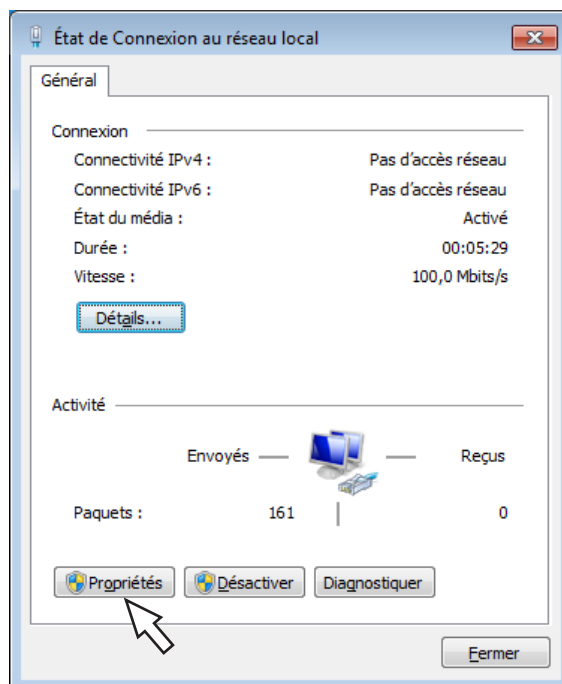 État de Connexion au réseau local
Général
Connexion
Connectivité IPv4 : Pas d'accès réseau
Connectivité IPv6 : Pas d'accès réseau
État du média : Activé
Durée : 00:05:29
Vitesse : 100,0 Mbits/s
Détails...
Activité
Envoyés — — Reçus
Paquets : 161 0
Propriétés Désactiver Diagnostiquer
Fermer